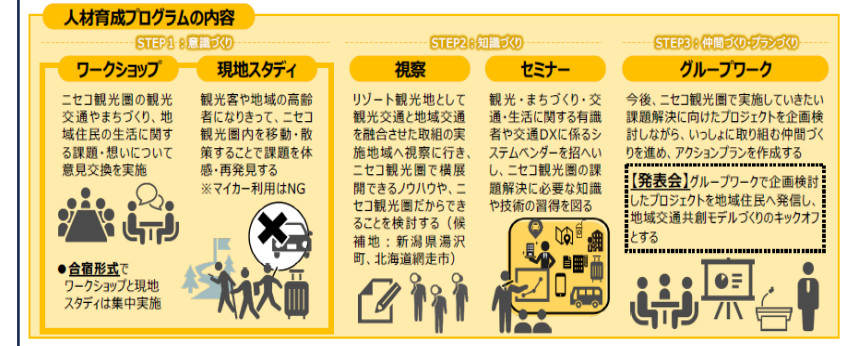 人材育成プログラムの内容
STEP1：意識づくり
ワークショップ
ニセコ観光圏の観光
交通やまちづくり、地
域住民の生活に関す
る課題・想いについて
意見交換を実施
●合宿形式で
ワークショップと現地
スタディは集中実施
現地スタディ
観光客や地域の高齢
者になりきって、ニセコ
観光圏内を移動・散
策することで課題を体
感・再発見する
※マイカー利用はNG
STEP2：知識づくり
視察
リゾート観光地として
観光交通と地域交通
を融合させた取組の実
施地域へ視察に行き、
ニセコ観光圏で横展
開できるノウハウや、ニ
セコ観光圏だからでき
ることを検討する（候
補地：新潟県湯沢
町、北海道網走市）
セミナー
観光・まちづくり・交
通・生活に関する有識
者や交通DXに係るシ
ステムベンダーを招へい
し、ニセコ観光圏の課
題解決に必要な知識
や技術の習得を図る
STEP3：仲間づくり・プランづくり
グループワーク
今後、ニセコ観光圏で実施していきたい
課題解決に向けたプロジェクトを企画検
討しながら、いっしょに取り組む仲間づく
りを進め、アクションプランを作成する
【発表会】グループワークで企画検討
したプロジェクトを地域住民へ発信し、
地域交通共創モデルづくりのキックオフ
とする